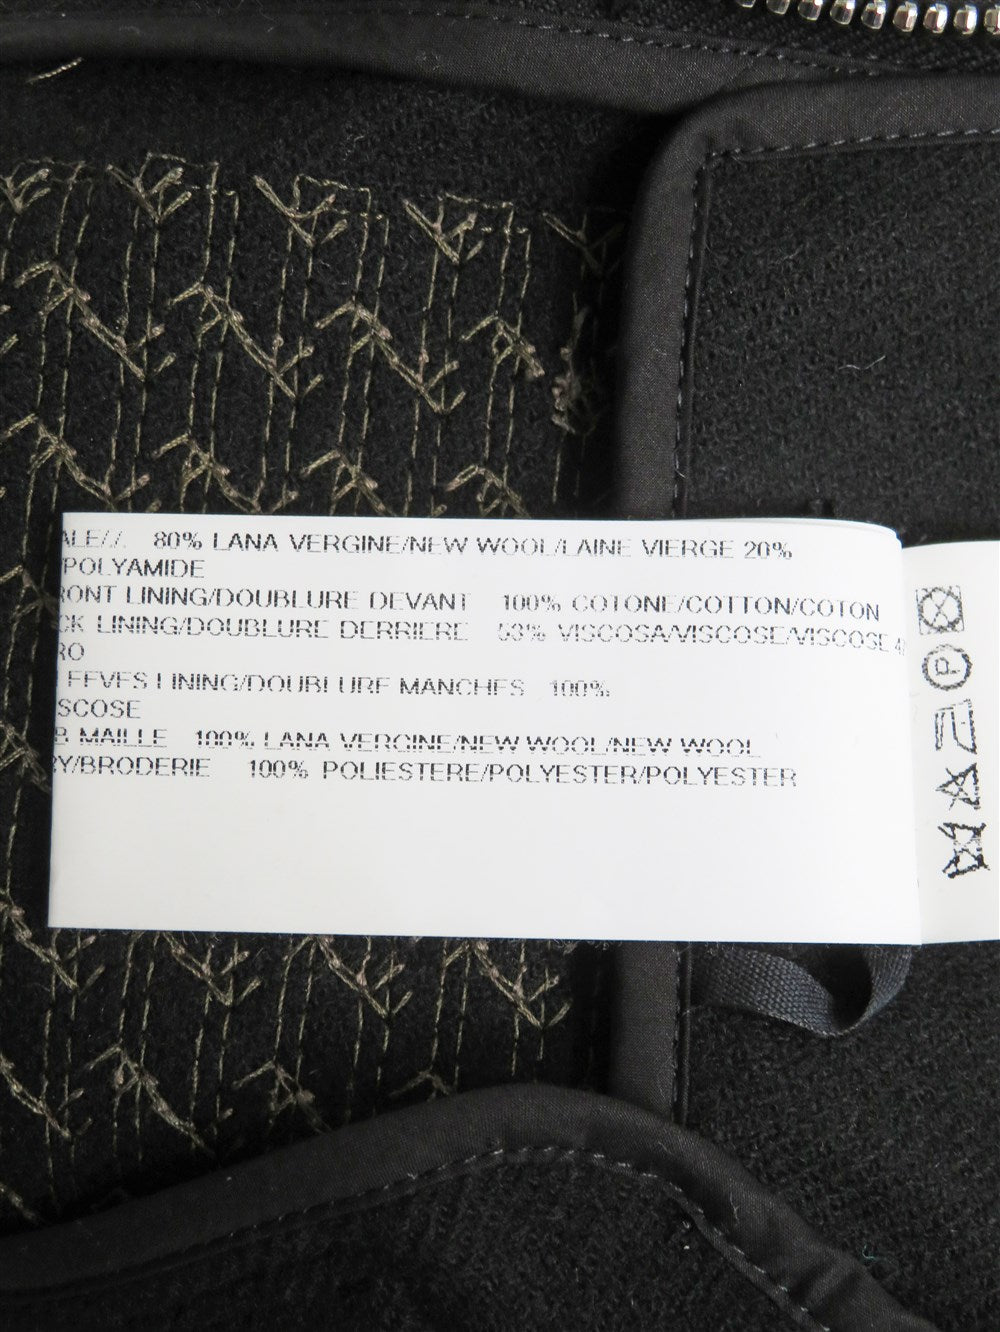 ALE//. 80% LANA VERGINE/NEW WOOL/LAINE VIERGE 20%
/POLYAMIDE
RONT LINING/DOUBLURE DEVANT 100% COTONE/COTTON/COTON
CK LINING/DOUBLURE DERRIERE 53% VISCOSA/VISCOSE/VISCOSE 4
RO
EEVES LINING/DOUBLURE MANCHES 100%
SCOSE
B MAILLE 100% LANA VERGINE/NEW WOOL/NEW WOOL
RY/BRODERIE 100% POLIESTERE/POLYESTER/POLYESTER
P